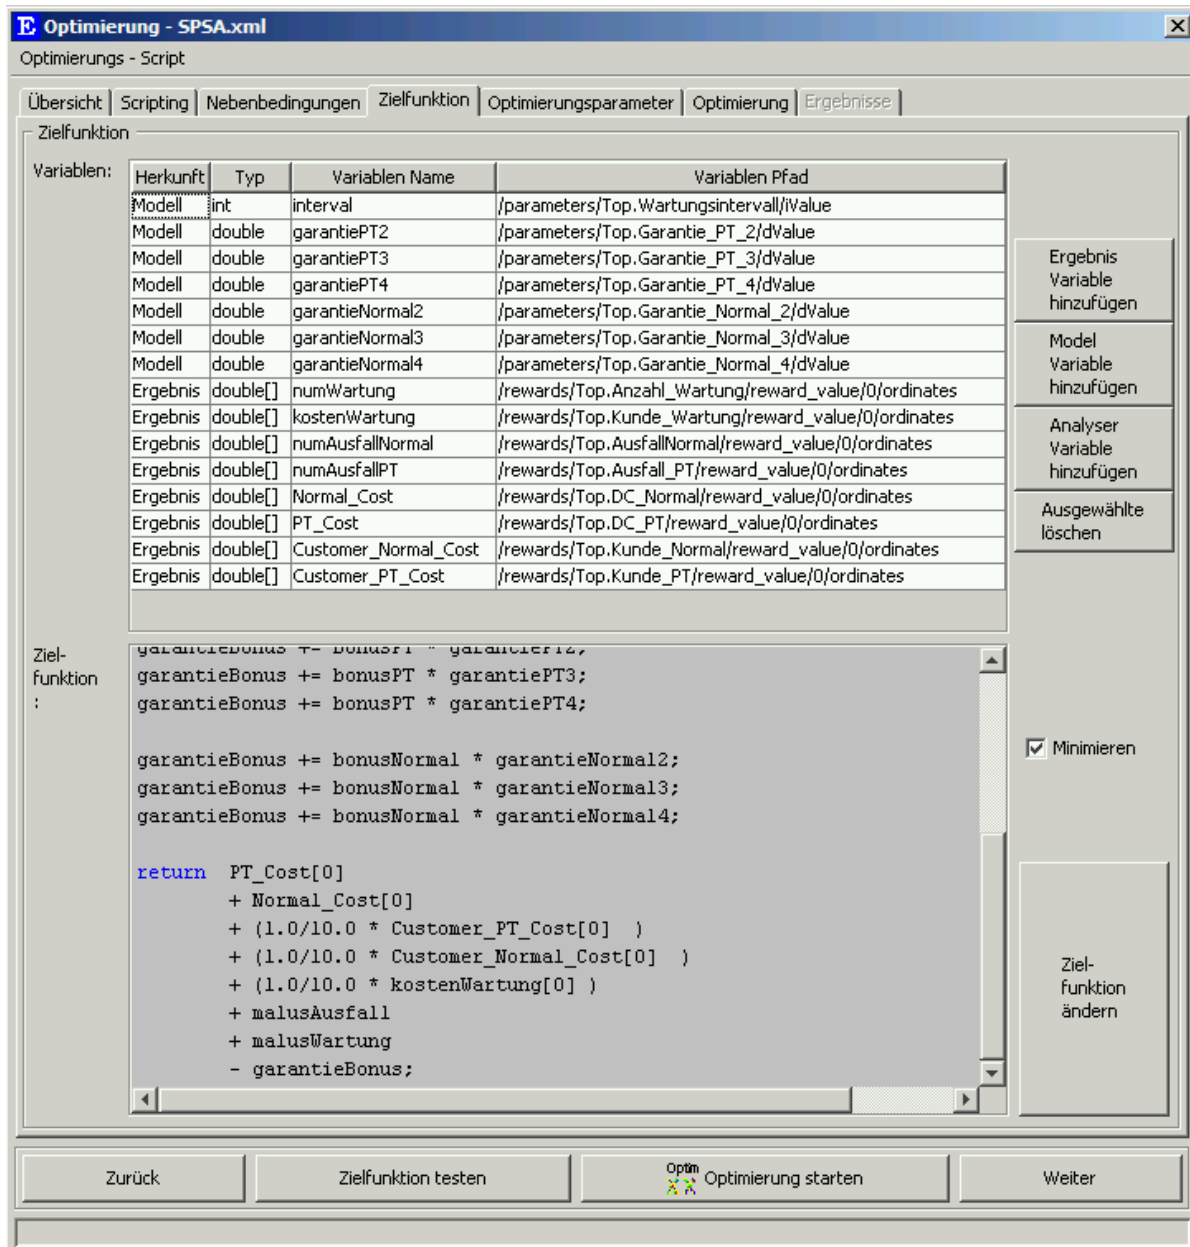 E Optimierung - SPSA.xml
Optimierungs - Script
Übersicht Scripting Nebenbedingungen Zielfunktion Optimierungsparameter Optimierung Ergebnisse
Zielfunktion
Variablen:
Herkunft Typ Variablen Name Variablen Pfad
Modell int interval /parameters/Top.Wartungsintervall/iValue
Modell double garantiePT2 /parameters/Top.Garantie_PT_2/dValue
Modell double garantiePT3 /parameters/Top.Garantie_PT_3/dValue
Modell double garantiePT4 /parameters/Top.Garantie_PT_4/dValue
Modell double garantieNormal2 /parameters/Top.Garantie_Normal_2/dValue
Modell double garantieNormal3 /parameters/Top.Garantie_Normal_3/dValue
Modell double garantieNormal4 /parameters/Top.Garantie_Normal_4/dValue
Ergebnis double[] numWartung /rewards/Top.Anzahl_Wartung/reward_value/0/ordinates
Ergebnis double[] kostenWartung /rewards/Top.Kunde_Wartung/reward_value/0/ordinates
Ergebnis double[] numAusfallNormal /rewards/Top.AusfallNormal/reward_value/0/ordinates
Ergebnis double[] numAusfallPT /rewards/Top.Ausfall_PT/reward_value/0/ordinates
Ergebnis double[] Normal_Cost /rewards/Top.DC_Normal/reward_value/0/ordinates
Ergebnis double[] PT_Cost /rewards/Top.DC_PT/reward_value/0/ordinates
Ergebnis double[] Customer_Normal_Cost /rewards/Top.Kunde_Normal/reward_value/0/ordinates
Ergebnis double[] Customer_PT_Cost /rewards/Top.Kunde_PT/reward_value/0/ordinates
Ergebnis
Variable
hinzufügen
Model
Variable
hinzufügen
Analyser
Variable
hinzufügen
Ausgewählte
löschen
Ziel-
funktion
:
garantieBonus += bonusPT * garantiePT2;
garantieBonus += bonusPT * garantiePT3;
garantieBonus += bonusPT * garantiePT4;
garantieBonus += bonusNormal * garantieNormal2;
garantieBonus += bonusNormal * garantieNormal3;
garantieBonus += bonusNormal * garantieNormal4;
return PT_Cost[0]
+ Normal_Cost[0]
+ (1.0/10.0 * Customer_PT_Cost[0] )
+ (1.0/10.0 * Customer_Normal_Cost[0] )
+ (1.0/10.0 * kostenWartung[0] )
+ malusAusfall
+ malusWartung
- garantieBonus;
Minimieren
Ziel-
funktion
ändern
Zurück
Zielfunktion testen
Optim Optimierung starten
Weiter